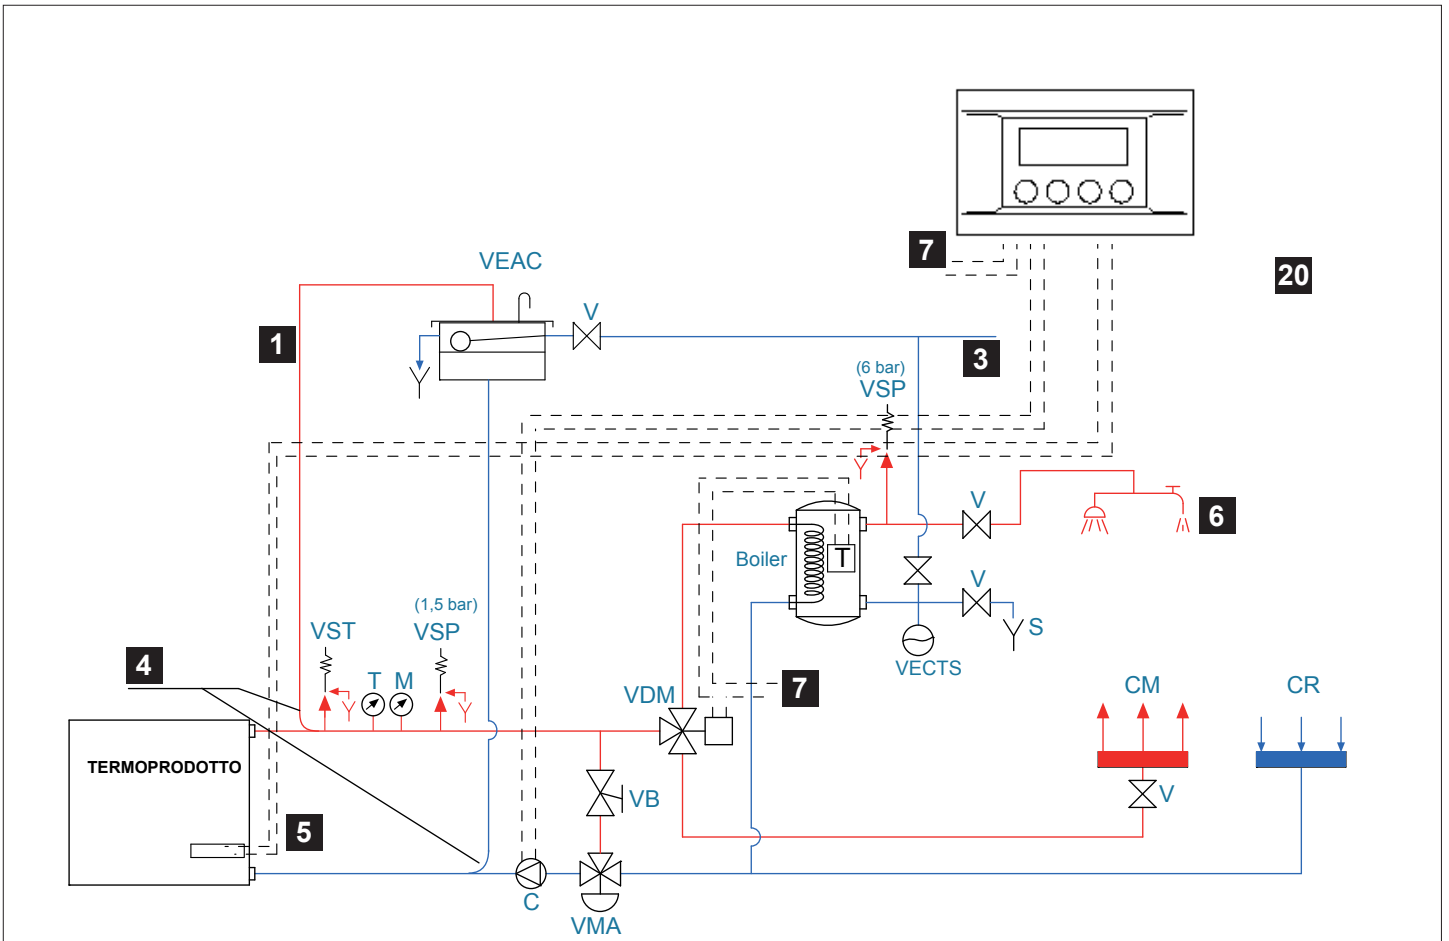 7
20
VEAC
V
1
3
(6 bar)
VSP
V
6
Boiler
T
V
S
VECTS
(1,5 bar)
VST
VSP
4
T
M
7
VDM
CM
CR
TERMOPRODOTTO
VB
V
5
C
VMA